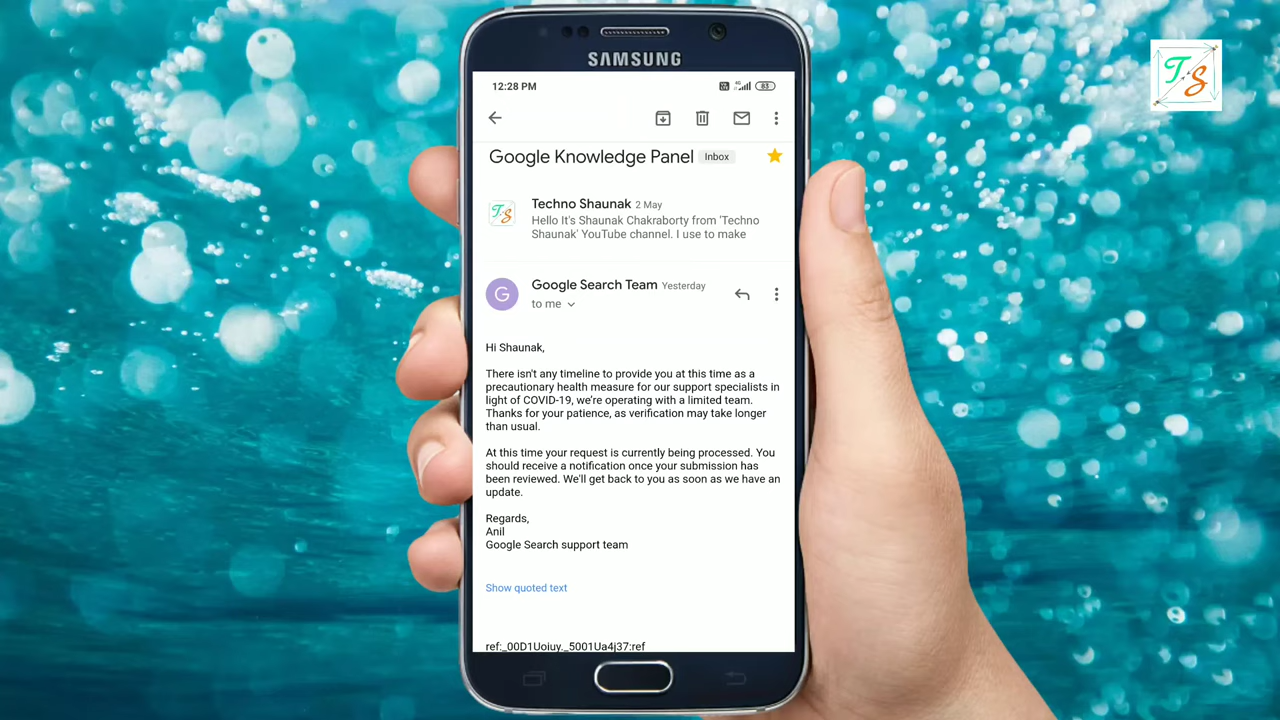 SAMSUNG
12:28 PM
4G
63
Google Knowledge Panel Inbox
Techno Shaunak 2 May
Hello It's Shaunak Chakraborty from 'Techno
Shaunak' YouTube channel. I use to make
G
Google Search Team Yesterday
to me
Hi Shaunak,
There isn't any timeline to provide you at this time as a
precautionary health measure for our support specialists in
light of COVID-19, we're operating with a limited team.
Thanks for your patience, as verification may take longer
than usual.
At this time your request is currently being processed. You
should receive a notification once your submission has
been reviewed. We'll get back to you as soon as we have an
update.
Regards,
Anil
Google Search support team
Show quoted text
ref:_00D1Uoiuy._5001Ua4j37:ref
TS